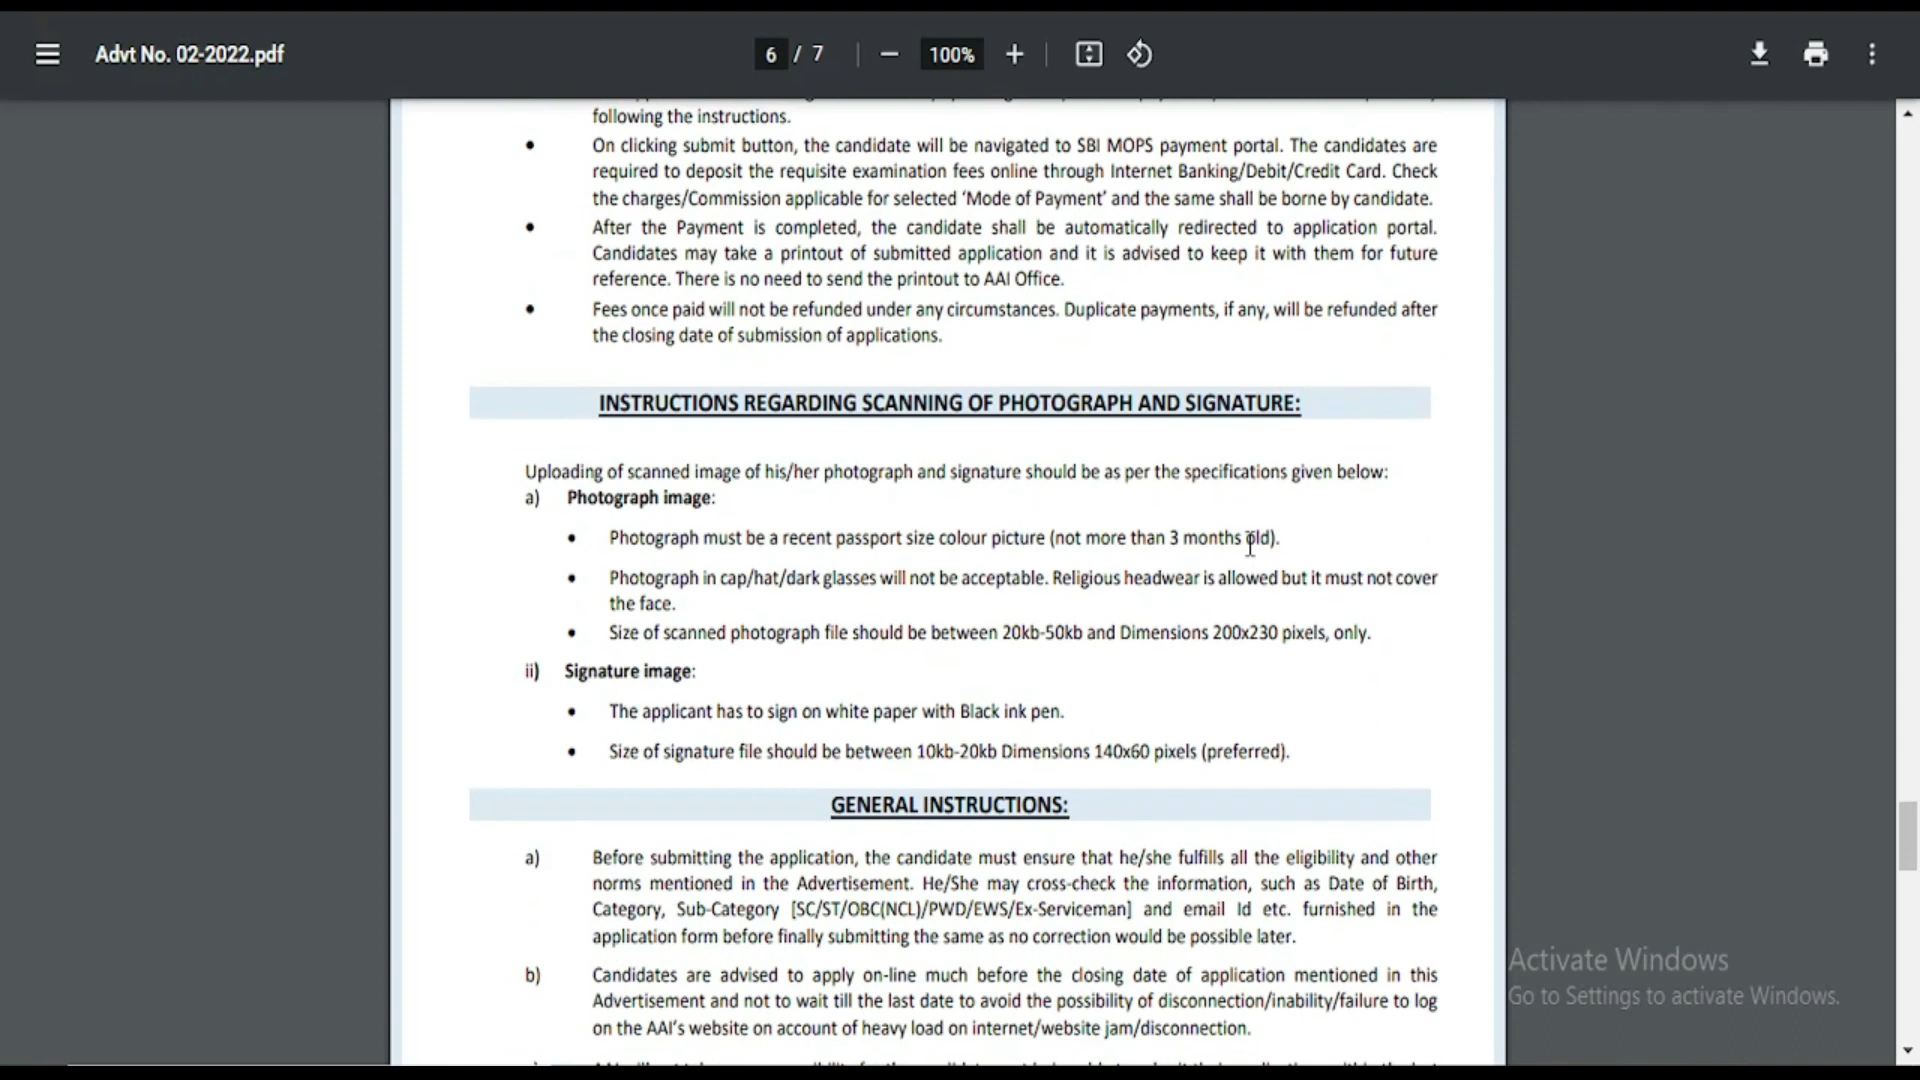 Advt No. 02-2022.pdf
6 / 7
100%
following the instructions.
• On clicking submit button, the candidate will be navigated to SBI MOPS payment portal. The candidates are
required to deposit the requisite examination fees online through Internet Banking/Debit/Credit Card. Check
the charges/Commission applicable for selected ‘Mode of Payment’ and the same shall be borne by candidate.
• After the Payment is completed, the candidate shall be automatically redirected to application portal.
Candidates may take a printout of submitted application and it is advised to keep it with them for future
reference. There is no need to send the printout to AAI Office.
• Fees once paid will not be refunded under any circumstances. Duplicate payments, if any, will be refunded after
the closing date of submission of applications.
INSTRUCTIONS REGARDING SCANNING OF PHOTOGRAPH AND SIGNATURE:
Uploading of scanned image of his/her photograph and signature should be as per the specifications given below:
a) Photograph image:
• Photograph must be a recent passport size colour picture (not more than 3 months old).
• Photograph in cap/hat/dark glasses will not be acceptable. Religious headwear is allowed but it must not cover
the face.
• Size of scanned photograph file should be between 20kb-50kb and Dimensions 200x230 pixels, only.
ii) Signature image:
• The applicant has to sign on white paper with Black ink pen.
• Size of signature file should be between 10kb-20kb Dimensions 140x60 pixels (preferred).
GENERAL INSTRUCTIONS:
a) Before submitting the application, the candidate must ensure that he/she fulfills all the eligibility and other
norms mentioned in the Advertisement. He/She may cross-check the information, such as Date of Birth,
Category, Sub-Category [SC/ST/OBC(NCL)/PWD/EWS/Ex-Serviceman] and email Id etc. furnished in the
application form before finally submitting the same as no correction would be possible later.
b) Candidates are advised to apply on-line much before the closing date of application mentioned in this
Advertisement and not to wait till the last date to avoid the possibility of disconnection/inability/failure to log
on the AAI’s website on account of heavy load on internet/website jam/disconnection.
Activate Windows
Go to Settings to activate Windows.